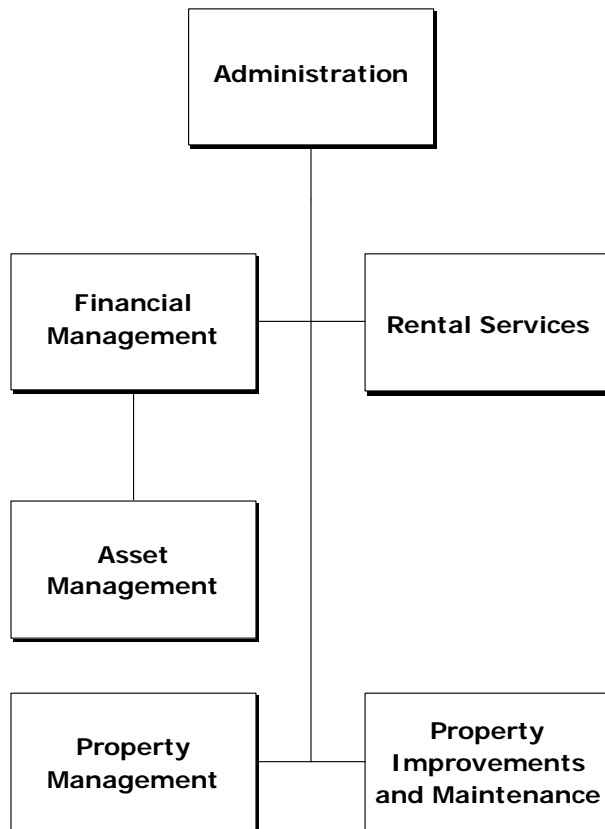 Administration
Financial
Management
Rental Services
Asset
Management
Property
Management
Property
Improvements
and Maintenance